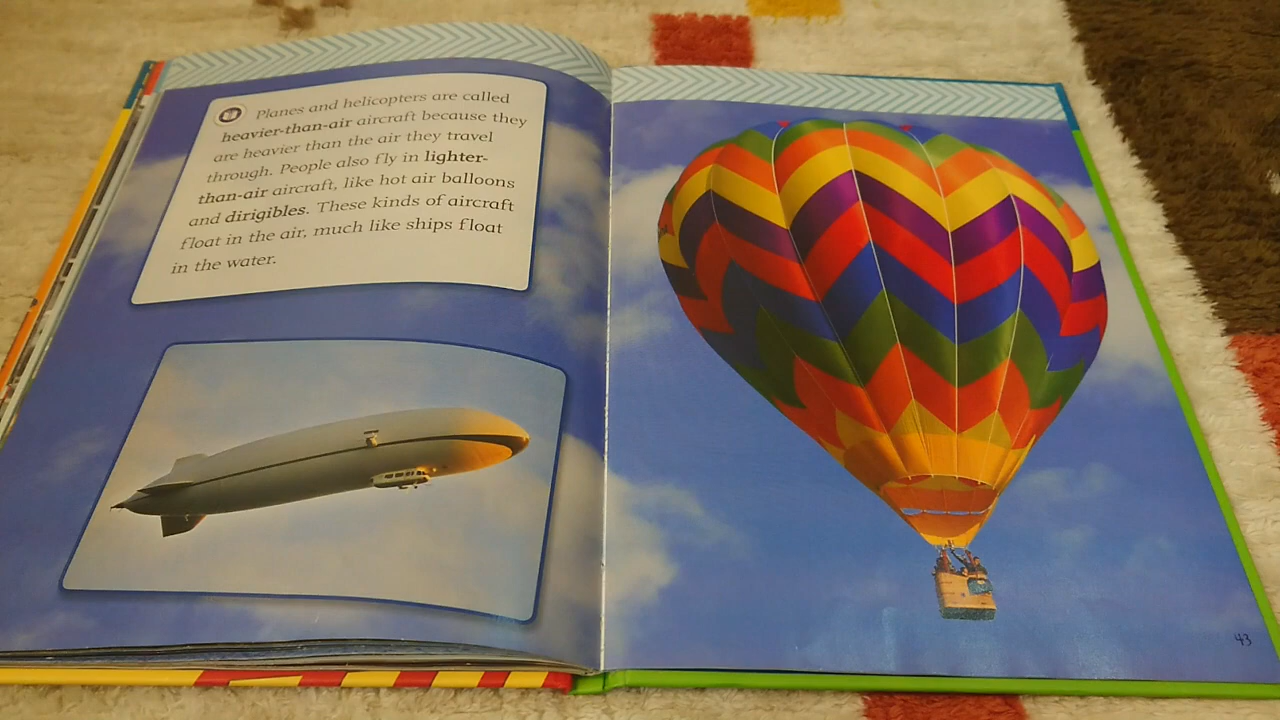 Planes and helicopters are called
heavier-than-air aircraft because they
are heavier than the air they travel
through. People also fly in lighter-
than-air aircraft, like hot air balloons
and dirigibles. These kinds of aircraft
float in the air, much like ships float
in the water.
43